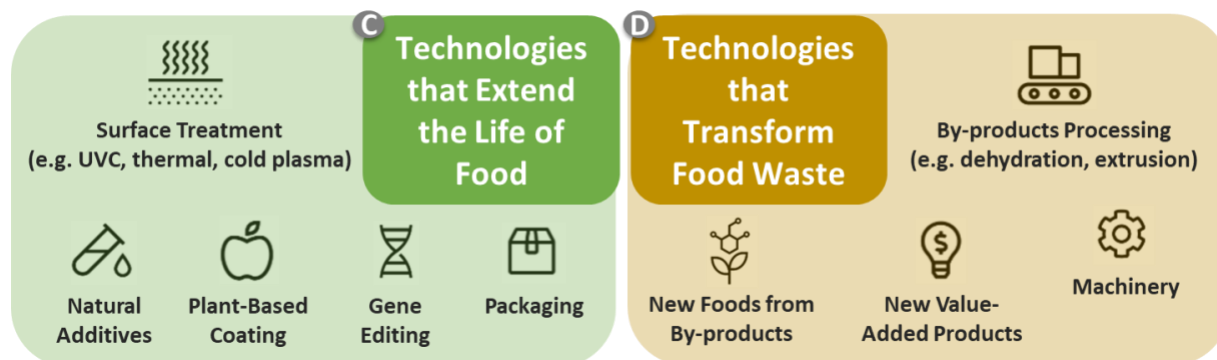 C
Technologies
that Extend
the Life of
Food
Surface Treatment
(e.g. UVC, thermal, cold plasma)
Natural
Additives
Plant-Based
Coating
Gene
Editing
Packaging
D
Technologies
that
Transform
Food Waste
By-products Processing
(e.g. dehydration, extrusion)
New Foods from
By-products
$
New Value-
Added Products
Machinery